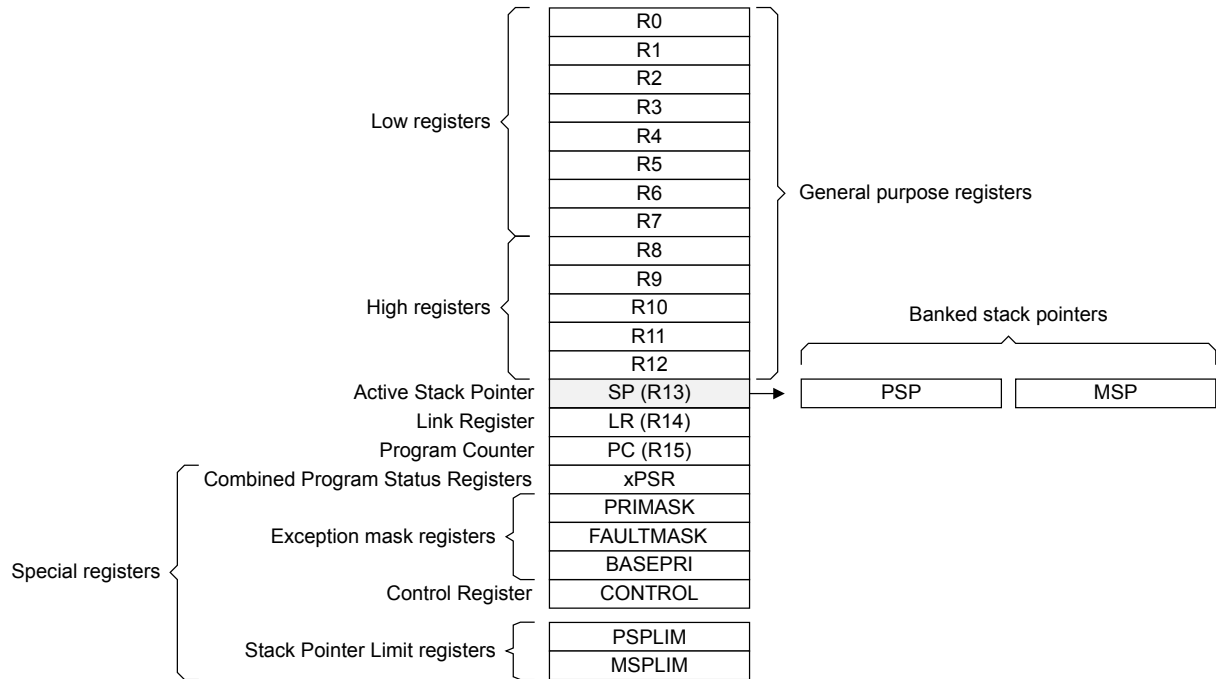 R0
R1
R2
R3
Low registers
R4
R5
R6
General purpose registers
R7
R8
R9
High registers
R10
Banked stack pointers
R11
R12
Active Stack Pointer SP (R13) PSP MSP
Link Register LR (R14)
Program Counter PC (R15)
Combined Program Status Registers xPSR
PRIMASK
Exception mask registers FAULTMASK
BASEPRI
Special registers
Control Register CONTROL
PSPLIM
Stack Pointer Limit registers
MSPLIM